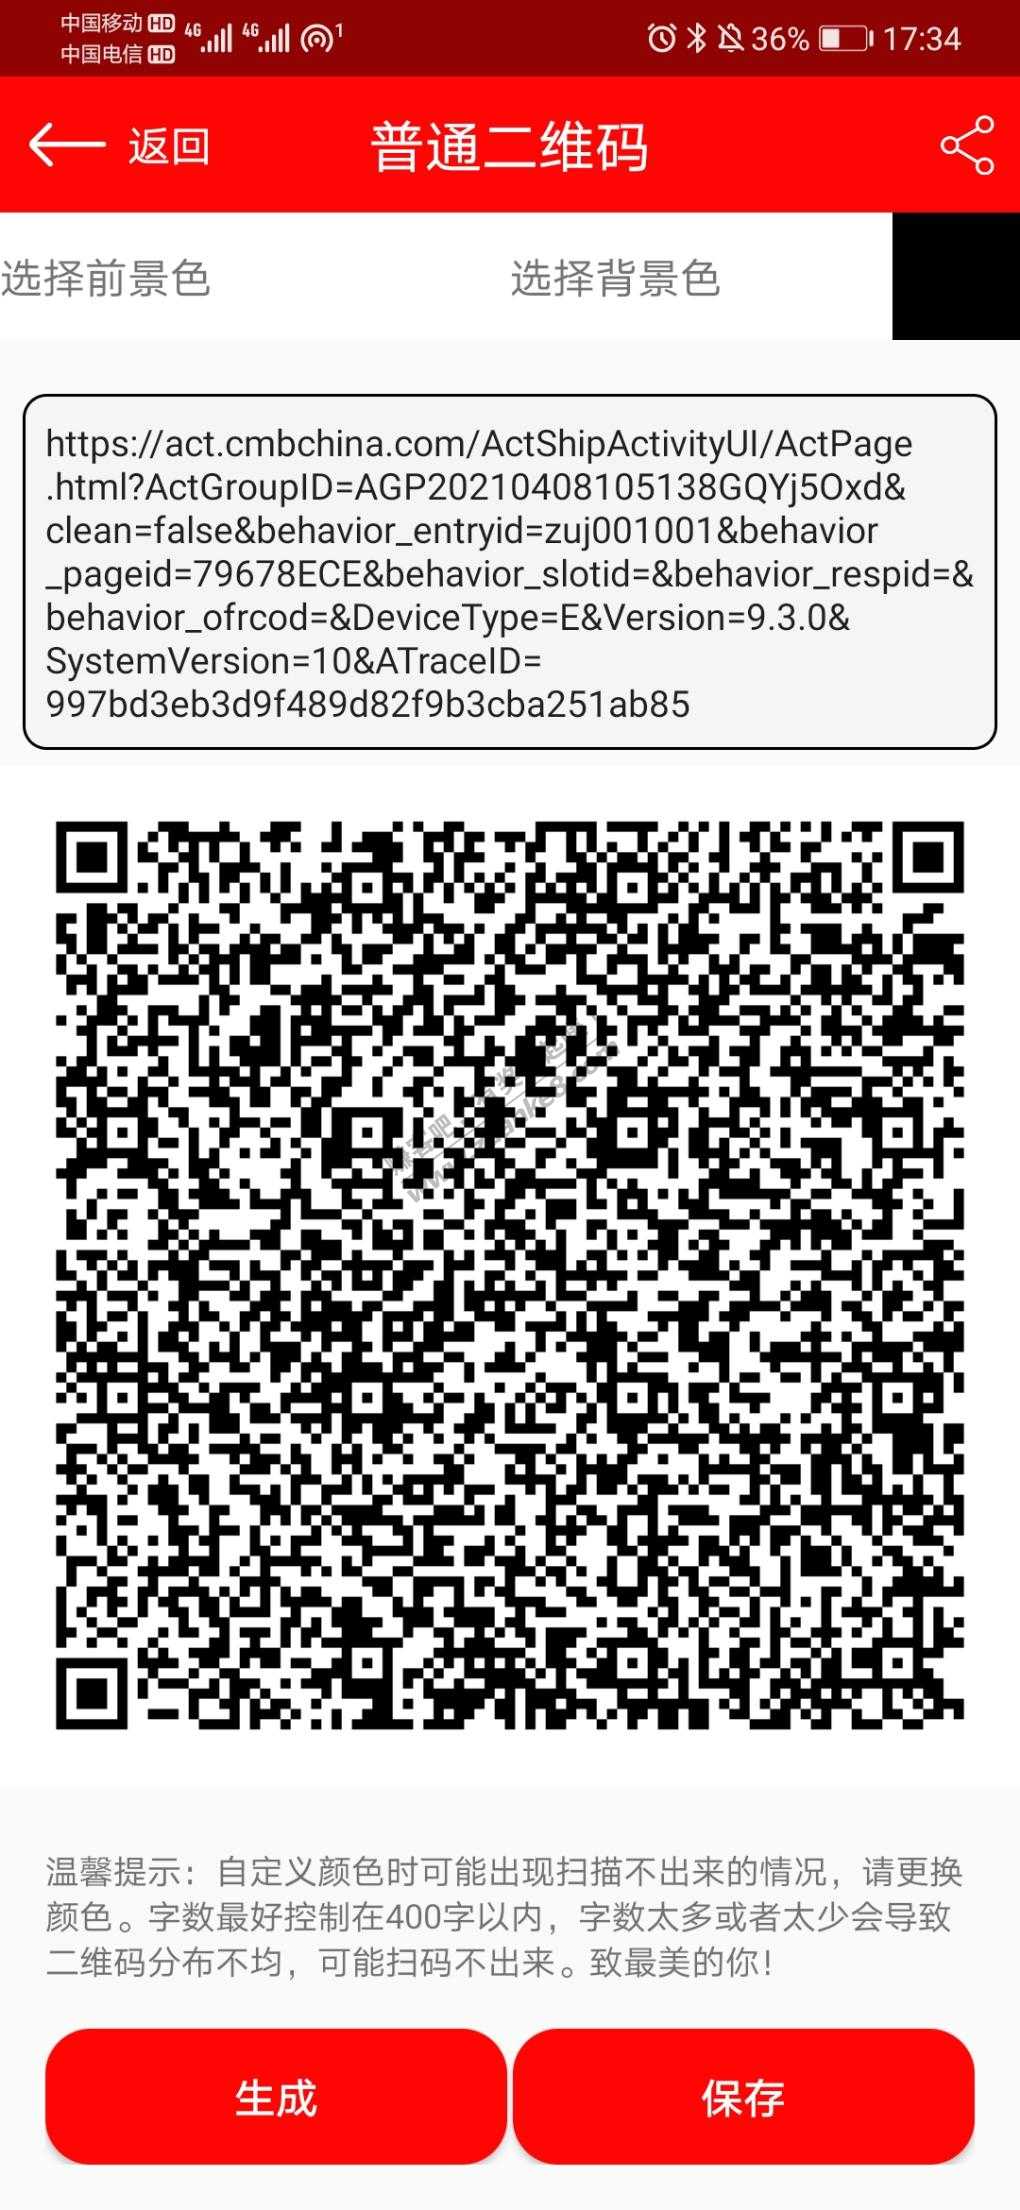 中国移动 HD 4G 4G 1 36% 17:34
中国电信 HD
返回 普通二维码
选择前景色 选择背景色
https://act.cmbchina.com/ActShipActivityUI/ActPage
.html?ActGroupID=AGP20210408105138GQYj5Oxd&
clean=false&behavior_entryid=zuj001001&behavior
_pageid=79678ECE&behavior_slotid=&behavior_respid=&
behavior_ofrcod=&DeviceType=E&Version=9.3.0&
SystemVersion=10&ATraceID=
997bd3eb3d9f489d82f9b3cba251ab85
温馨提示：自定义颜色时可能出现扫描不出来的情况，请更换
颜色。字数最好控制在400字以内，字数太多或者太少会导致
二维码分布不均，可能扫码不出来。致最美的你！
生成 保存